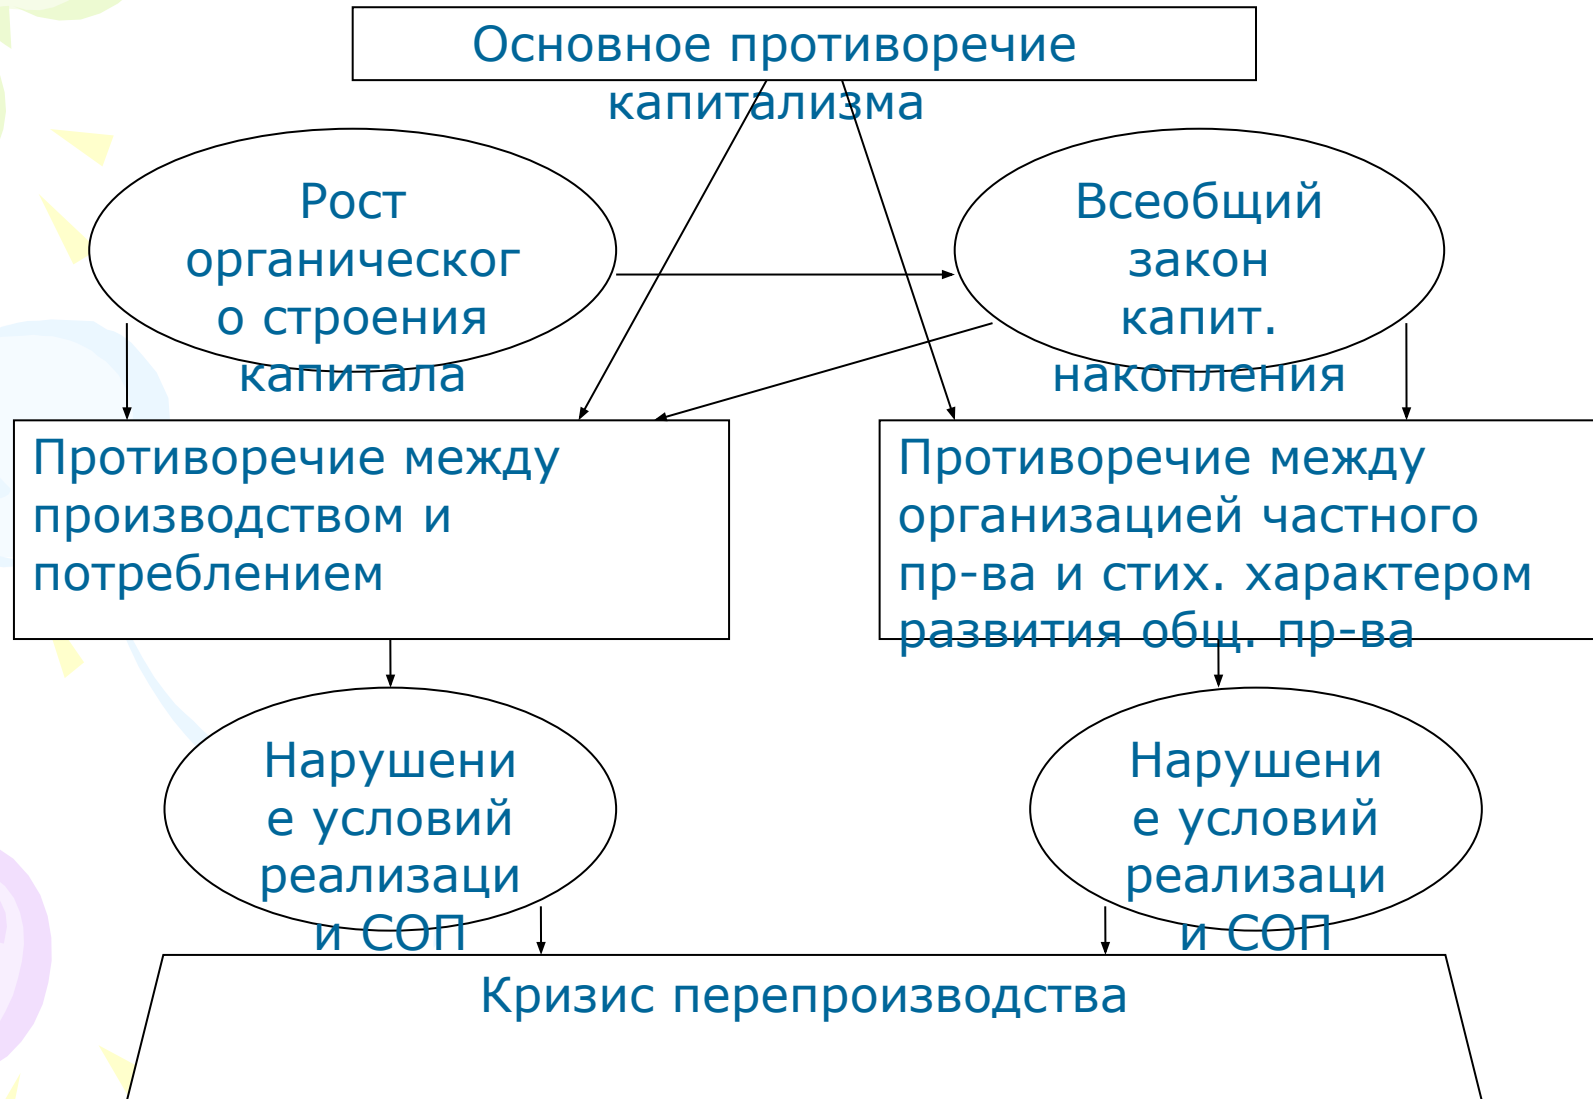 Основное противоречие
капитализма
Рост
органическог
о строения
капитала
Всеобщий
закон
капит.
накопления
Противоречие между
производством и
потреблением
Противоречие между
организацией частного
пр-ва и стих. характером
развития общ. пр-ва
Нарушени
е условий
реализаци
и СОП
Нарушени
е условий
реализаци
и СОП
Кризис перепроизводства